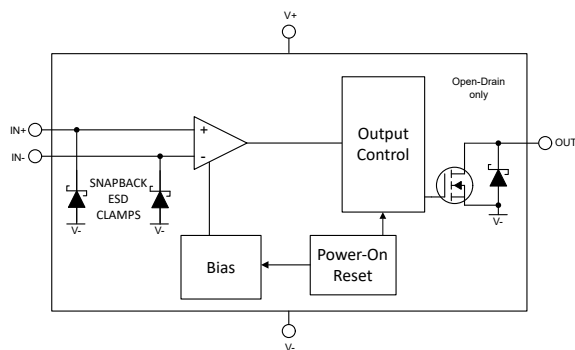 V+
Open-Drain
only
IN+
+
Output
Control
OUT
IN-
-
SNAPBACK
ESD
CLAMPS
V-
V-
V-
Bias
Power-On
Reset
V-